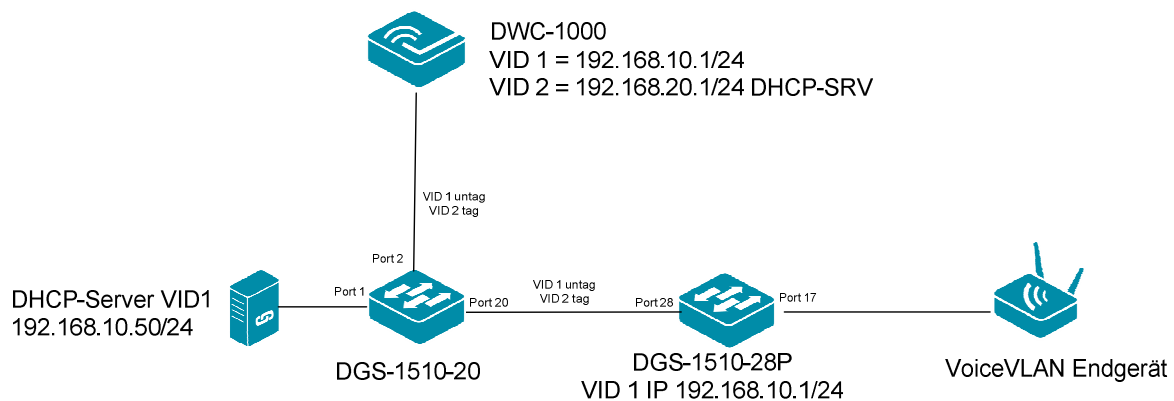 DWC-1000
VID 1 = 192.168.10.1/24
VID 2 = 192.168.20.1/24 DHCP-SRV
VID 1 untag
VID 2 tag
Port 2
DHCP-Server VID1
192.168.10.50/24
Port 1
Port 20
DGS-1510-20
VID 1 untag
VID 2 tag
Port 28
Port 17
DGS-1510-28P
VID 1 IP 192.168.10.1/24
VoiceVLAN Endgerät